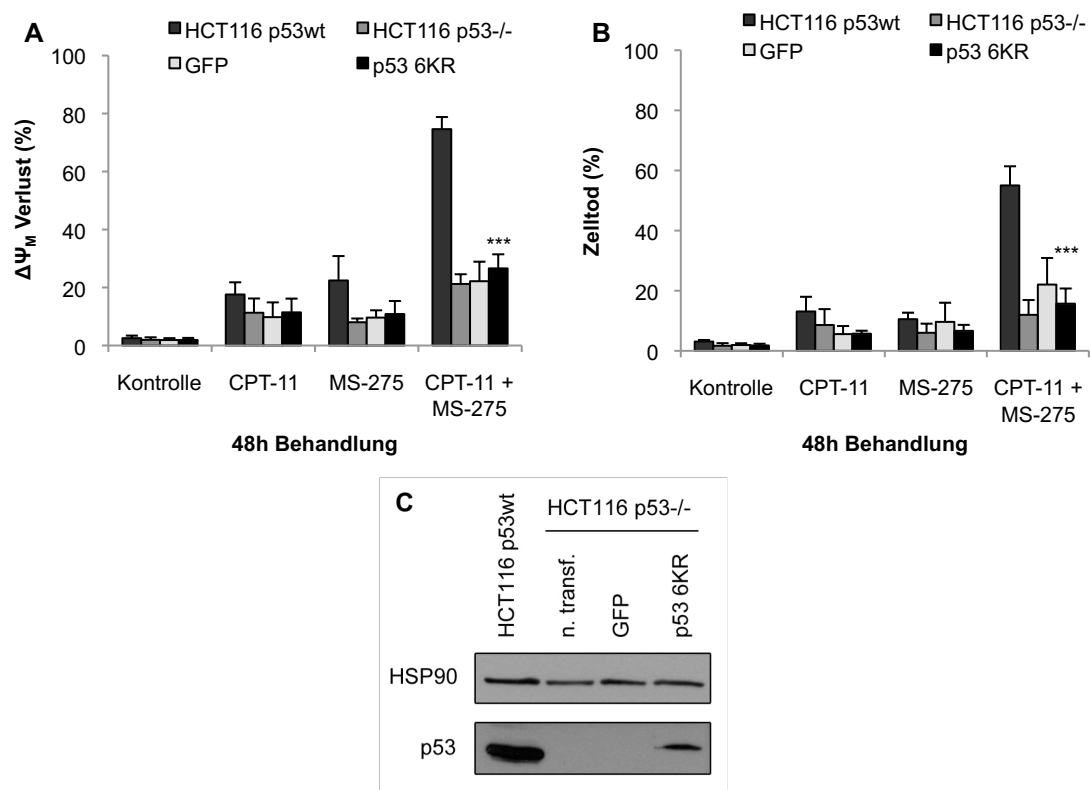 A
HCT116 p53wt
HCT116 p53-/-
GFP
p53 6KR
100
80
60
40
20
0
ΔΨM Verlust (%)
***
Kontrolle
CPT-11
MS-275
CPT-11 +
MS-275
48h Behandlung
B
HCT116 p53wt
HCT116 p53-/-
GFP
p53 6KR
100
80
60
40
20
0
Zelltod (%)
***
Kontrolle
CPT-11
MS-275
CPT-11 +
MS-275
48h Behandlung
C
HCT116 p53-/-
HCT116 p53wt
n. transf.
GFP
p53 6KR
HSP90
p53